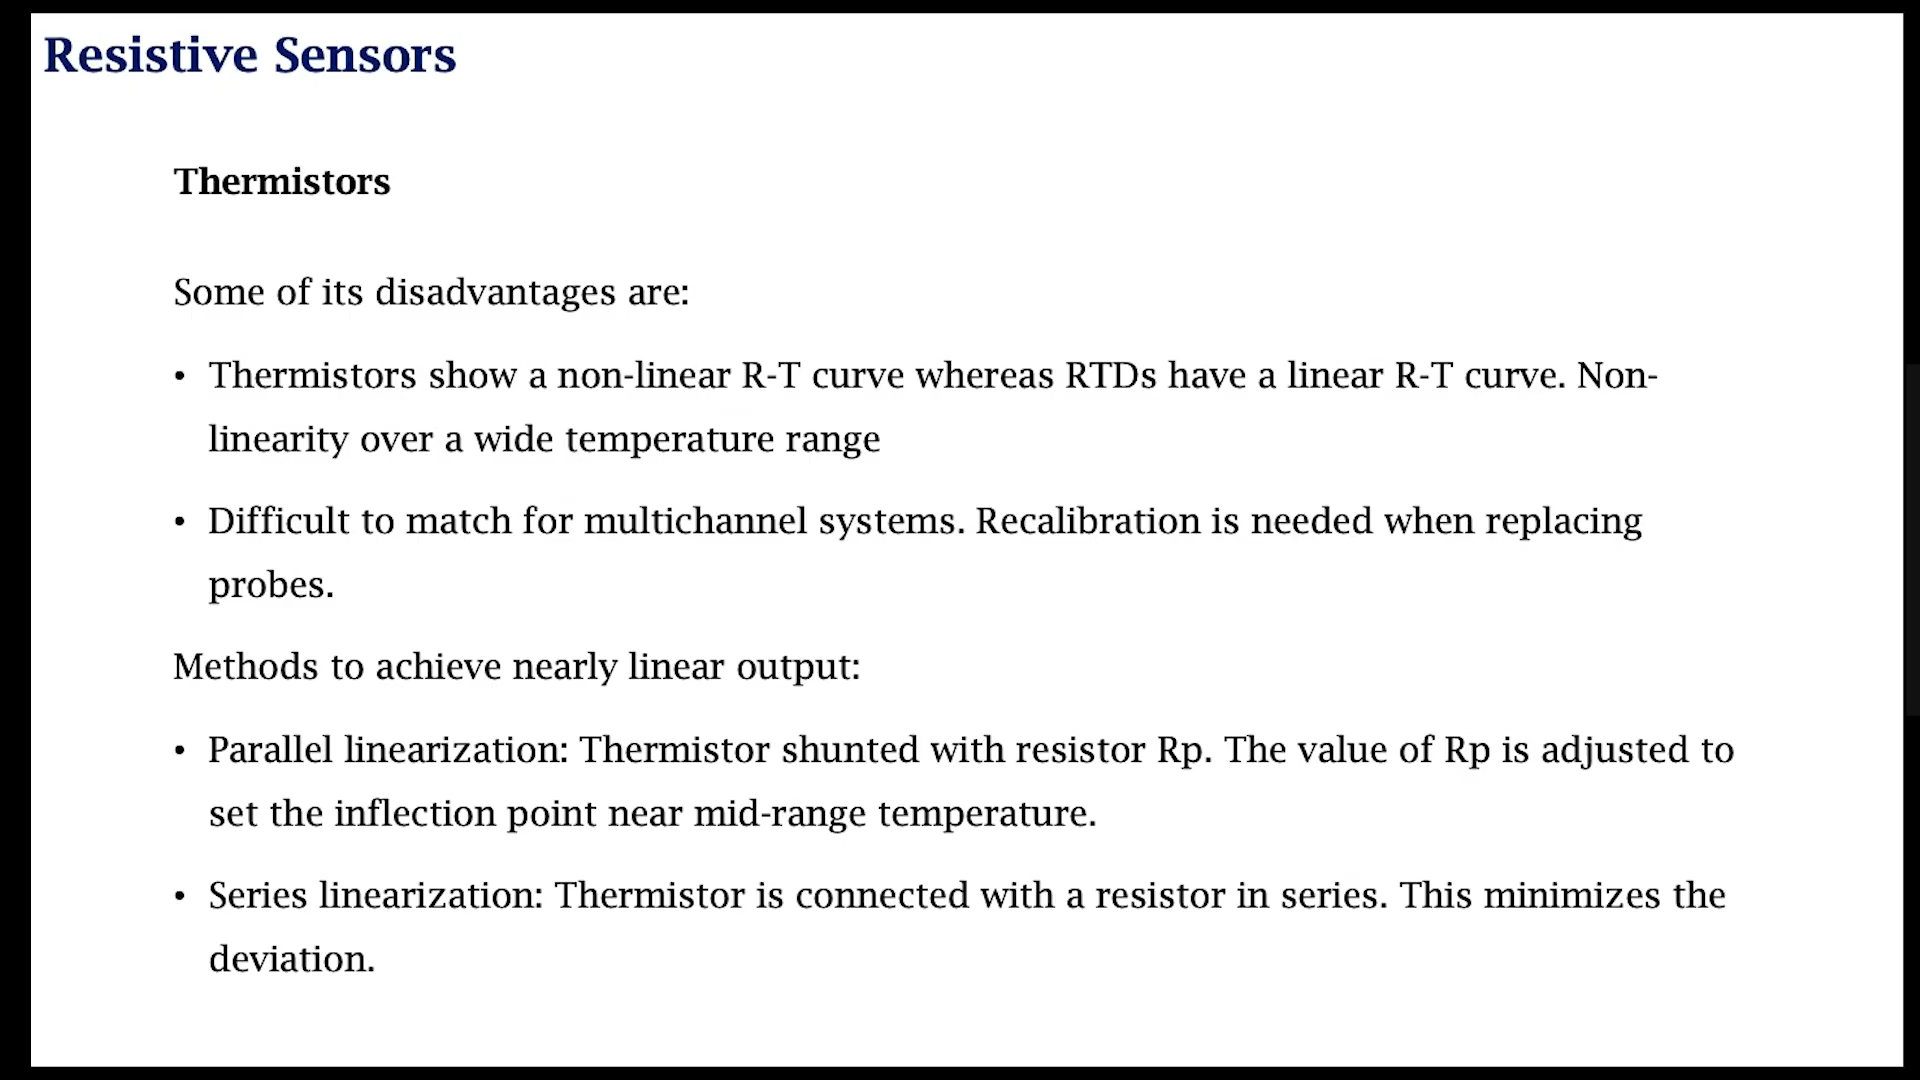 Resistive Sensors
Thermistors
Some of its disadvantages are:
• Thermistors show a non-linear R-T curve whereas RTDs have a linear R-T curve. Non-
linearity over a wide temperature range
• Difficult to match for multichannel systems. Recalibration is needed when replacing
probes.
Methods to achieve nearly linear output:
• Parallel linearization: Thermistor shunted with resistor Rp. The value of Rp is adjusted to
set the inflection point near mid-range temperature.
• Series linearization: Thermistor is connected with a resistor in series. This minimizes the
deviation.